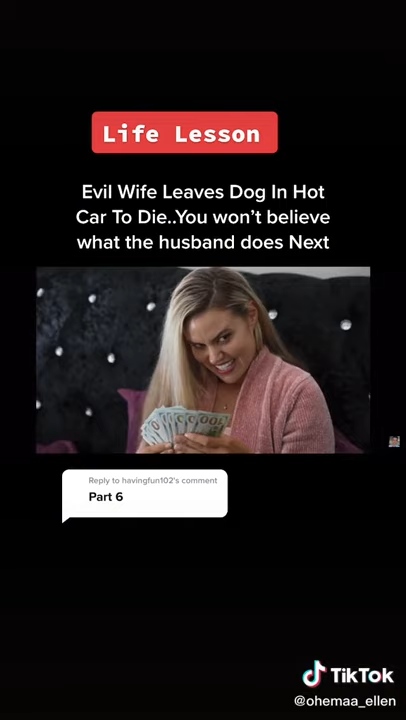 Life Lesson
Evil Wife Leaves Dog In Hot
Car To Die..You won’t believe
what the husband does Next
Reply to havingfun102's comment
Part 6
TikTok
@ohemaa_ellen